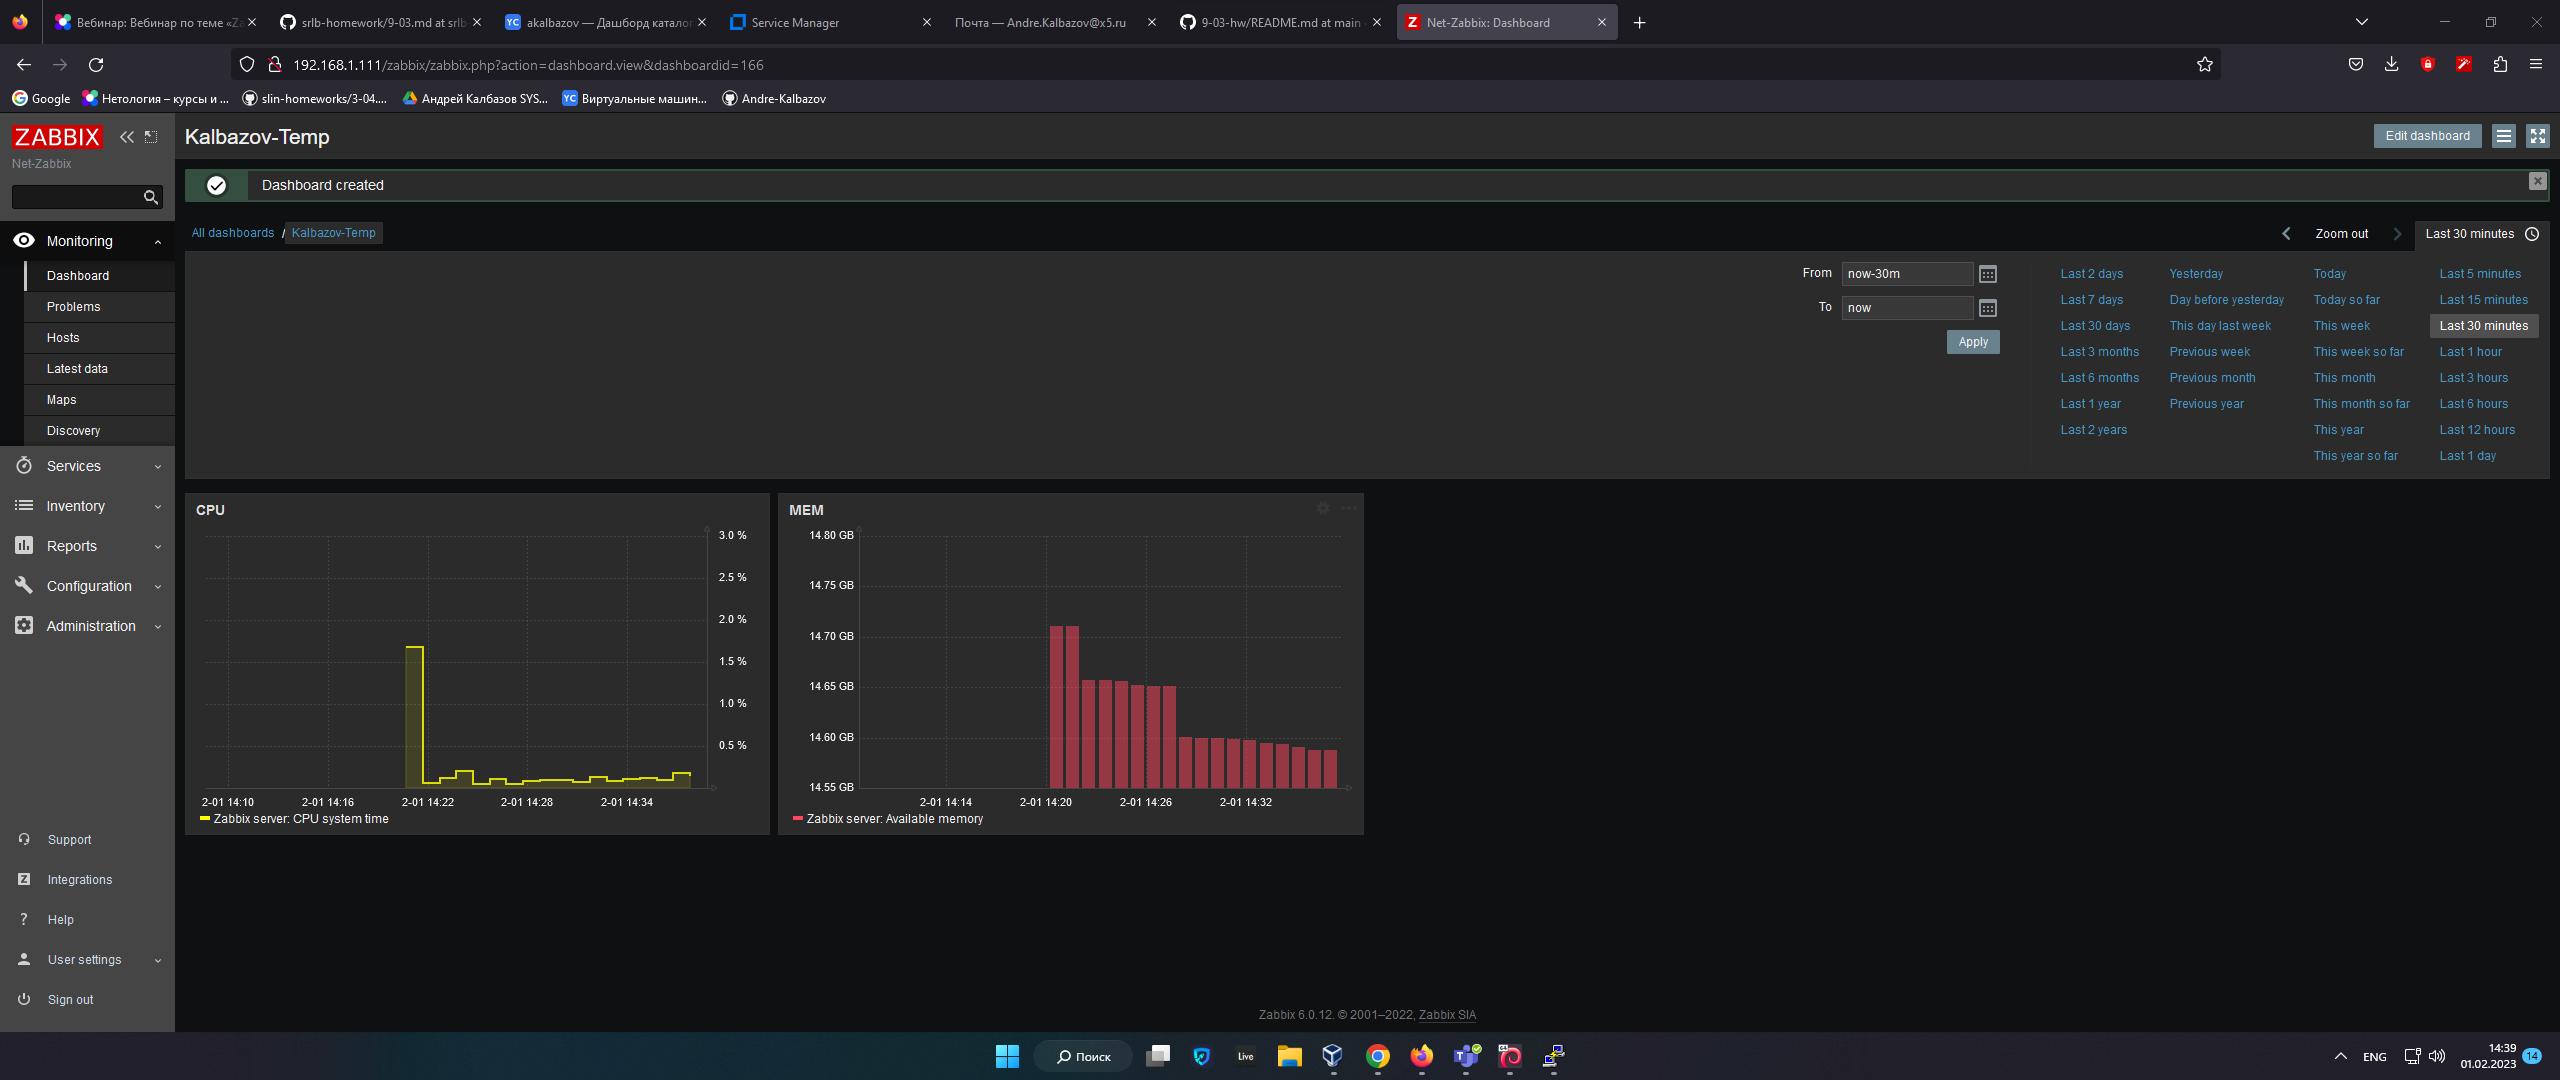 Вебинар: Вебинар по теме «Za
srlb-homework/9-03.md at srlb
akalbazov — Дашборд каталог
Service Manager
Почта — Andre.Kalbazov@x5.ru
9-03-hw/README.md at main
Net-Zabbix: Dashboard
192.168.1.111/zabbix/zabbix.php?action=dashboard.view&dashboardid=166
Google
Нетология – курсы и ...
slin-homeworks/3-04....
Андрей Калбазов SYS...
Виртуальные машин...
Andre-Kalbazov
ZABBIX
Net-Zabbix
Kalbazov-Temp
Edit dashboard
Dashboard created
All dashboards / Kalbazov-Temp
Zoom out
Last 30 minutes
Monitoring
Dashboard
Problems
Hosts
Latest data
Maps
Discovery
Services
Inventory
Reports
Configuration
Administration
Support
Integrations
Help
User settings
Sign out
From now-30m
To now
Apply
Last 2 days Yesterday Today Last 5 minutes
Last 7 days Day before yesterday Today so far Last 15 minutes
Last 30 days This day last week This week Last 30 minutes
Last 3 months Previous week This week so far Last 1 hour
Last 6 months Previous month This month Last 3 hours
Last 1 year Previous year This month so far Last 6 hours
Last 2 years This year Last 12 hours
This year so far Last 1 day
CPU
3.0 %
2.5 %
2.0 %
1.5 %
1.0 %
0.5 %
2-01 14:10 2-01 14:16 2-01 14:22 2-01 14:28 2-01 14:34
Zabbix server: CPU system time
MEM
14.80 GB
14.75 GB
14.70 GB
14.65 GB
14.60 GB
14.55 GB
2-01 14:14 2-01 14:20 2-01 14:26 2-01 14:32
Zabbix server: Available memory
Zabbix 6.0.12. © 2001–2022, Zabbix SIA
Поиск
Live
ENG
14:39
01.02.2023
14